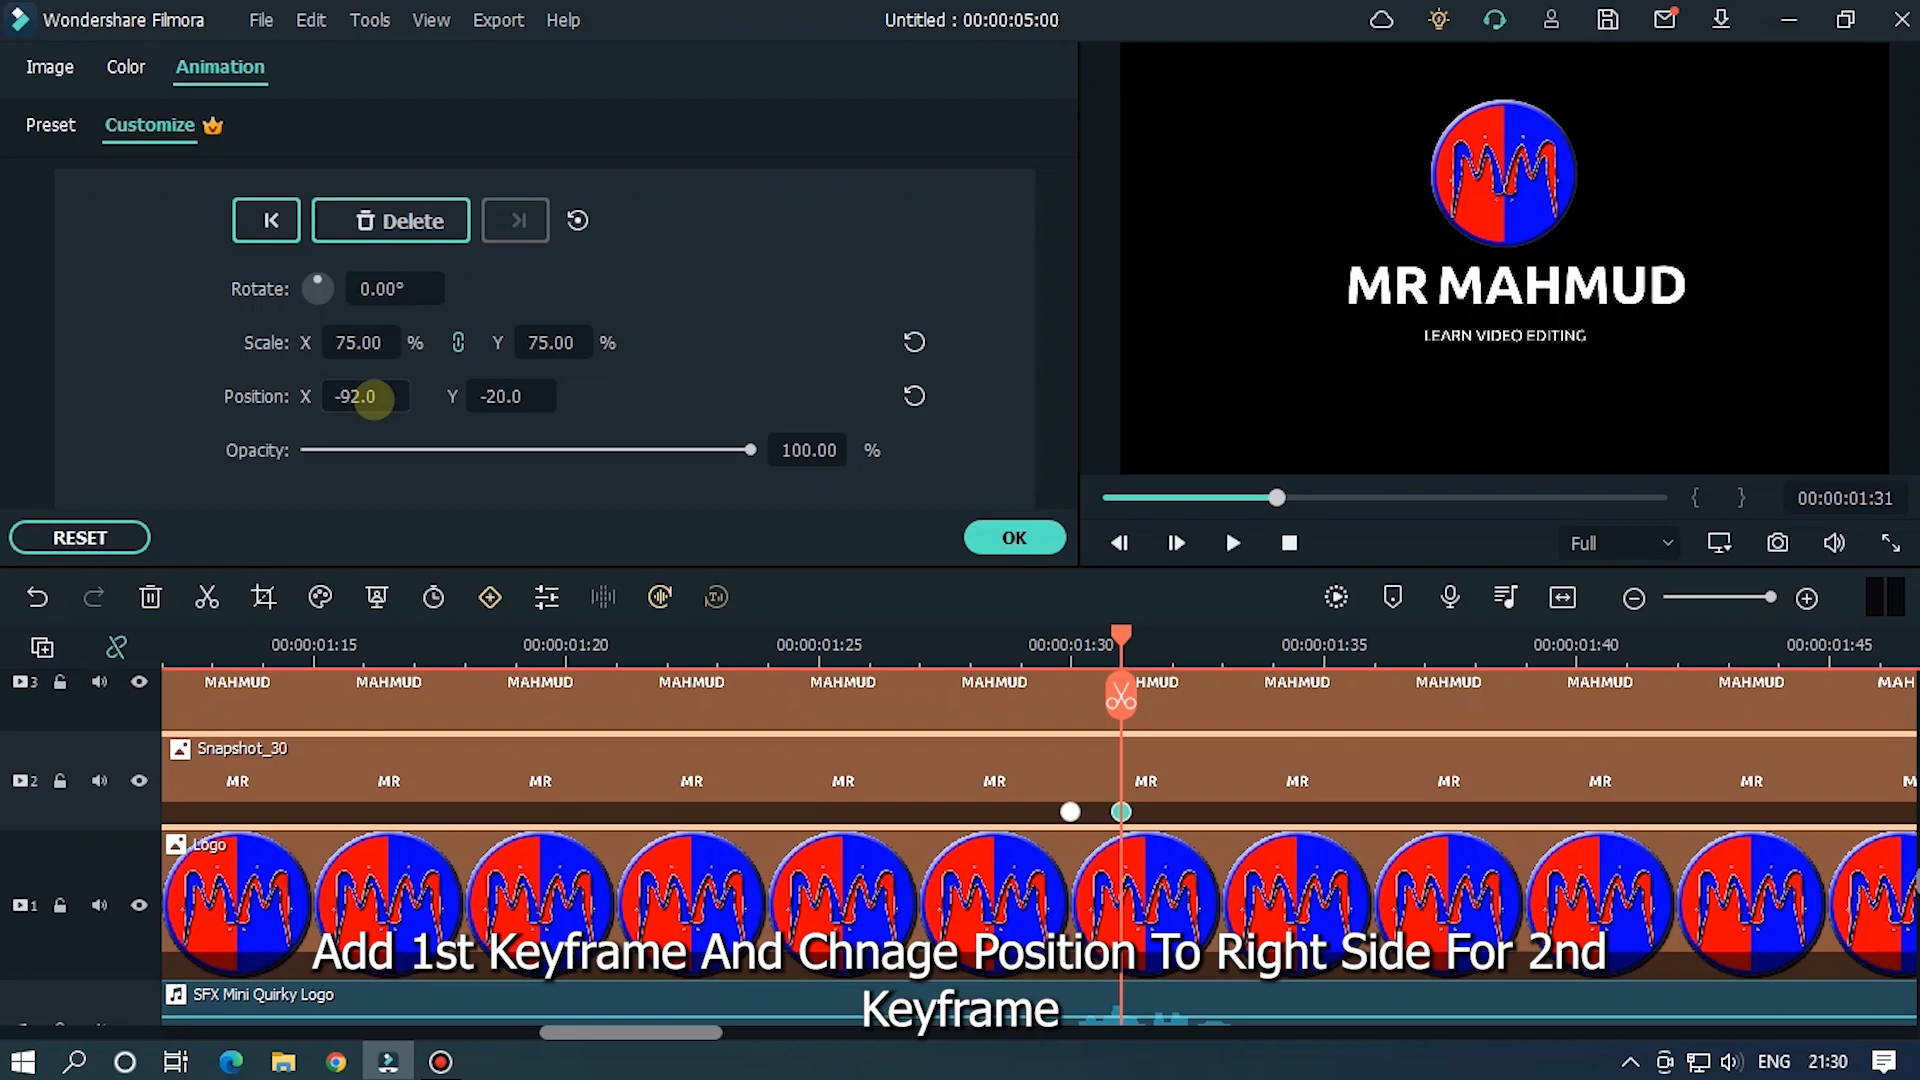 Wondershare Filmora
File
Edit
Tools
View
Export
Help
Untitled : 00:00:05:00
Image
Color
Animation
Preset
Customize
Delete
Rotate:
0.00°
Scale: X 75.00 % Y 75.00 %
Position: X -92.0 Y -20.0
Opacity: 100.00 %
RESET
OK
MR MAHMUD
LEARN VIDEO EDITING
{ }
00:00:01:31
Full
00:00:01:15
00:00:01:20
00:00:01:25
00:00:01:30
00:00:01:35
00:00:01:40
00:00:01:45
3
MAHMUD MAHMUD MAHMUD MAHMUD MAHMUD MAHMUD HMUD MAHMUD MAHMUD MAHMUD MAHMUD MAH
Snapshot_30
2
MR MR MR MR MR MR MR MR MR MR MR M
Logo
1
Add 1st Keyframe And Chnage Position To Right Side For 2nd
Keyframe
SFX Mini Quirky Logo
ENG
21:30